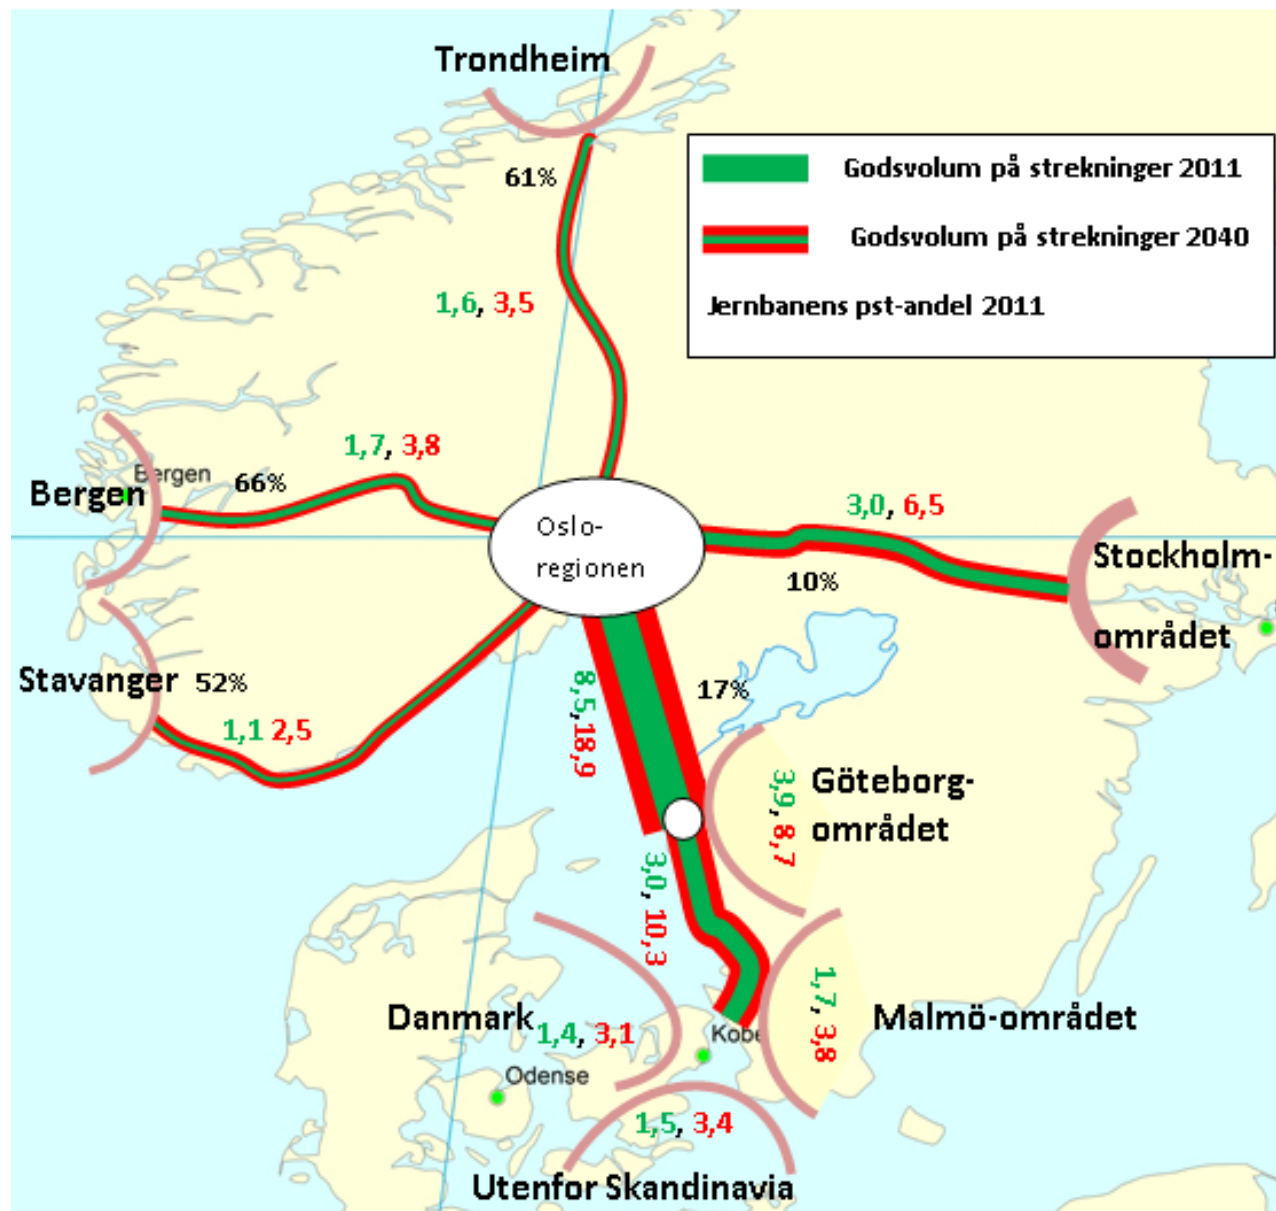 Trondheim
61%
Godsvolum på strekninger 2011
Godsvolum på strekninger 2040
Jernbanens pst-andel 2011
1,6, 3,5
1,7, 3,8
Bergen
66%
Bergen
3,0, 6,5
Oslo-
regionen
10%
Stockholm-
området
Stavanger 52%
1,1 2,5
8,5,18,9
17%
3,9, 8,7
Göteborg-
området
3,0, 10,3
1,7, 3,8
Malmö-området
Danmark
1,4, 3,1
Kobe
Odense
1,5, 3,4
Utenfor Skandinavia